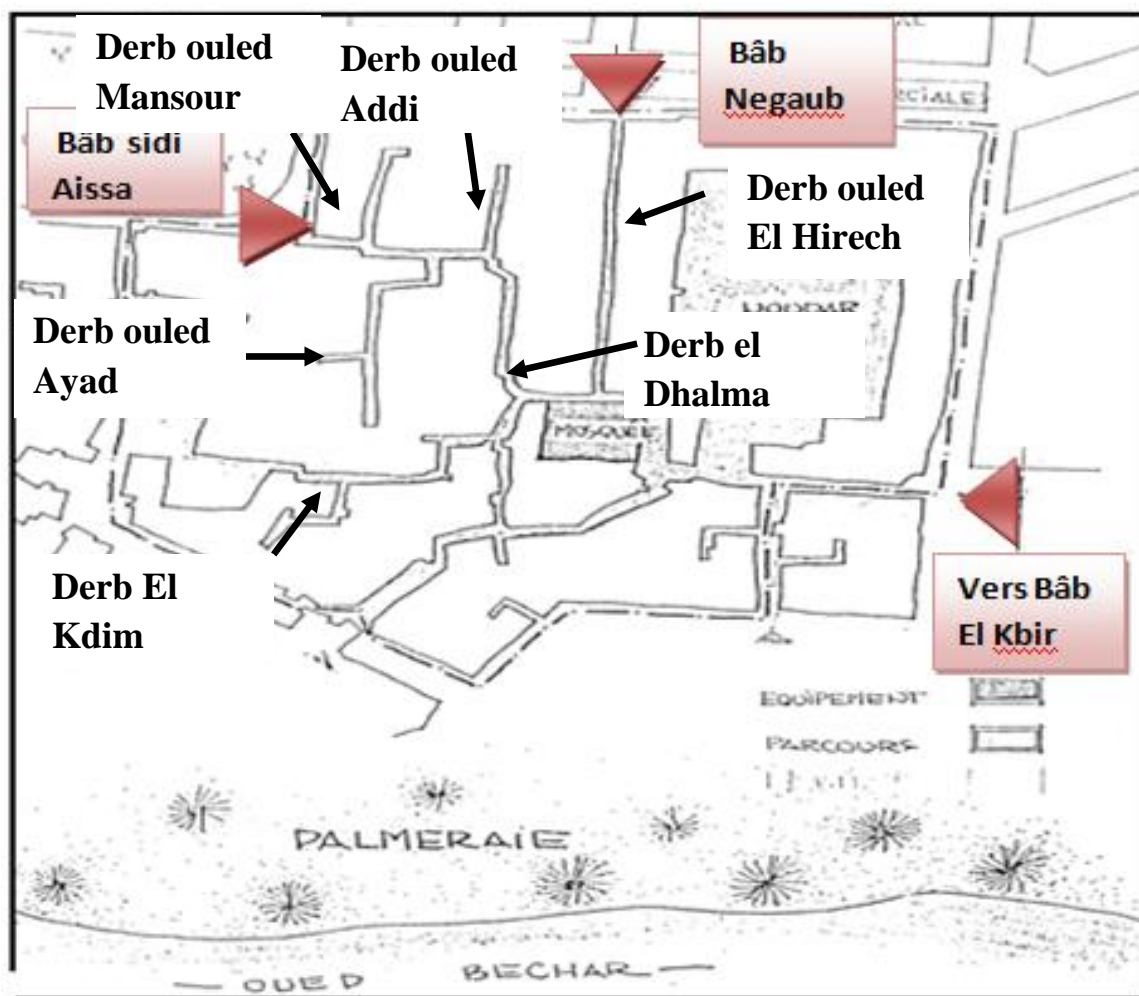 Derb ouled
Mansour
Derb ouled
Addi
Bâb
Negaub
Bâb sidi
Aissa
Derb ouled
El Hirech
Derb ouled
Ayad
Derb el
Dhalma
MOSQUEE
Derb El
Kdim
Vers Bâb
El Kbir
EQUIPEMENT
PARCOURS
PALMERAIE
OUED BECHAR